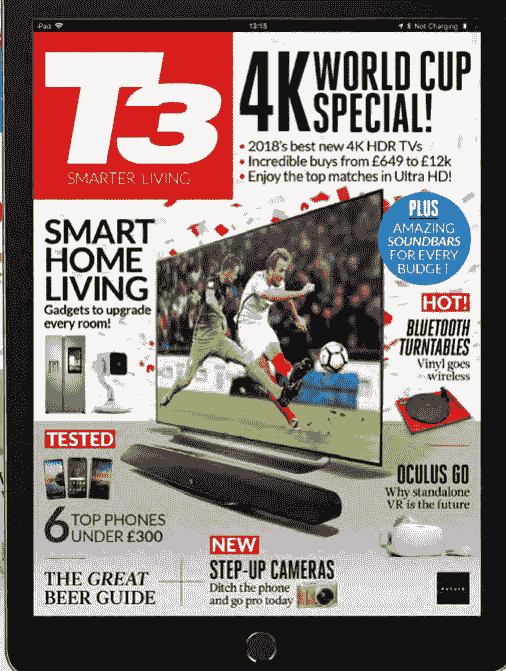 iPad
13:15
Not Charging
T3
SMARTER LIVING
4K WORLD CUP
SPECIAL!
• 2018's best new 4K HDR TVs
• Incredible buys from £649 to £12k
• Enjoy the top matches in Ultra HD!
PLUS
AMAZING
SOUNDBARS
FOR EVERY
BUDGET
SMART
HOME
LIVING
Gadgets to upgrade
every room!
HOT!
BLUETOOTH
TURNTABLES
Vinyl goes
wireless
TESTED
6 TOP PHONES
UNDER £300
OCULUS GO
Why standalone
VR is the future
NEW
STEP-UP CAMERAS
Ditch the phone
and go pro today
THE GREAT
BEER GUIDE